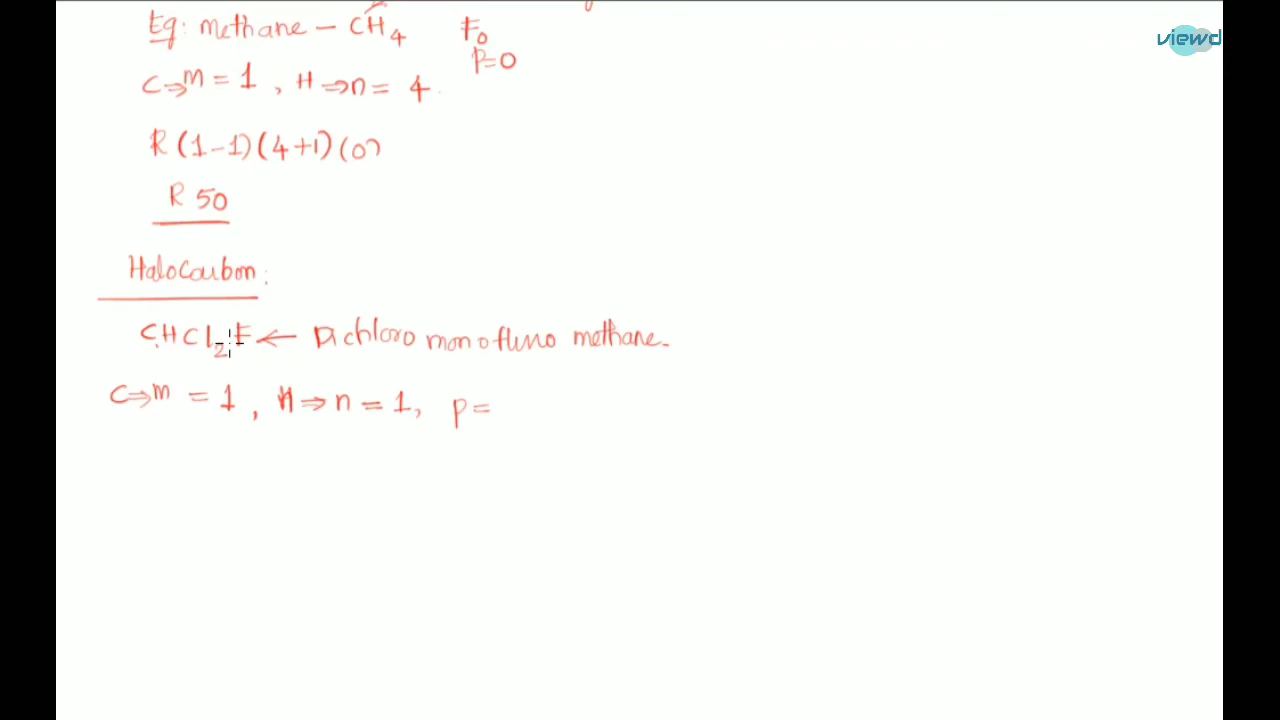 viewd
Eg: methane - CH4 F0
P=0
C⇒m = 1, H⇒n = 4
R (1-1)(4+1)(0)
R 50
Halocarbon:
CHCl2F ← Dichloro monofluro methane.
C⇒m = 1, H⇒n = 1, p =